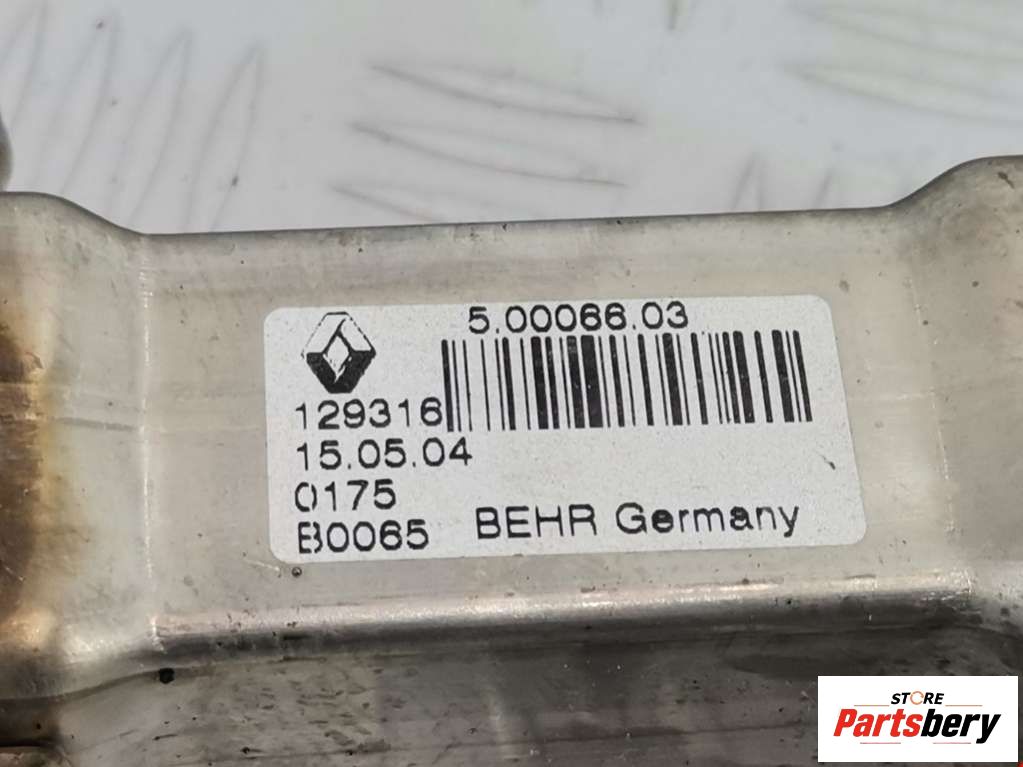 5.00066.03
129316
15.05.04
0175
B0065 BEHR Germany
STORE
Partsbery